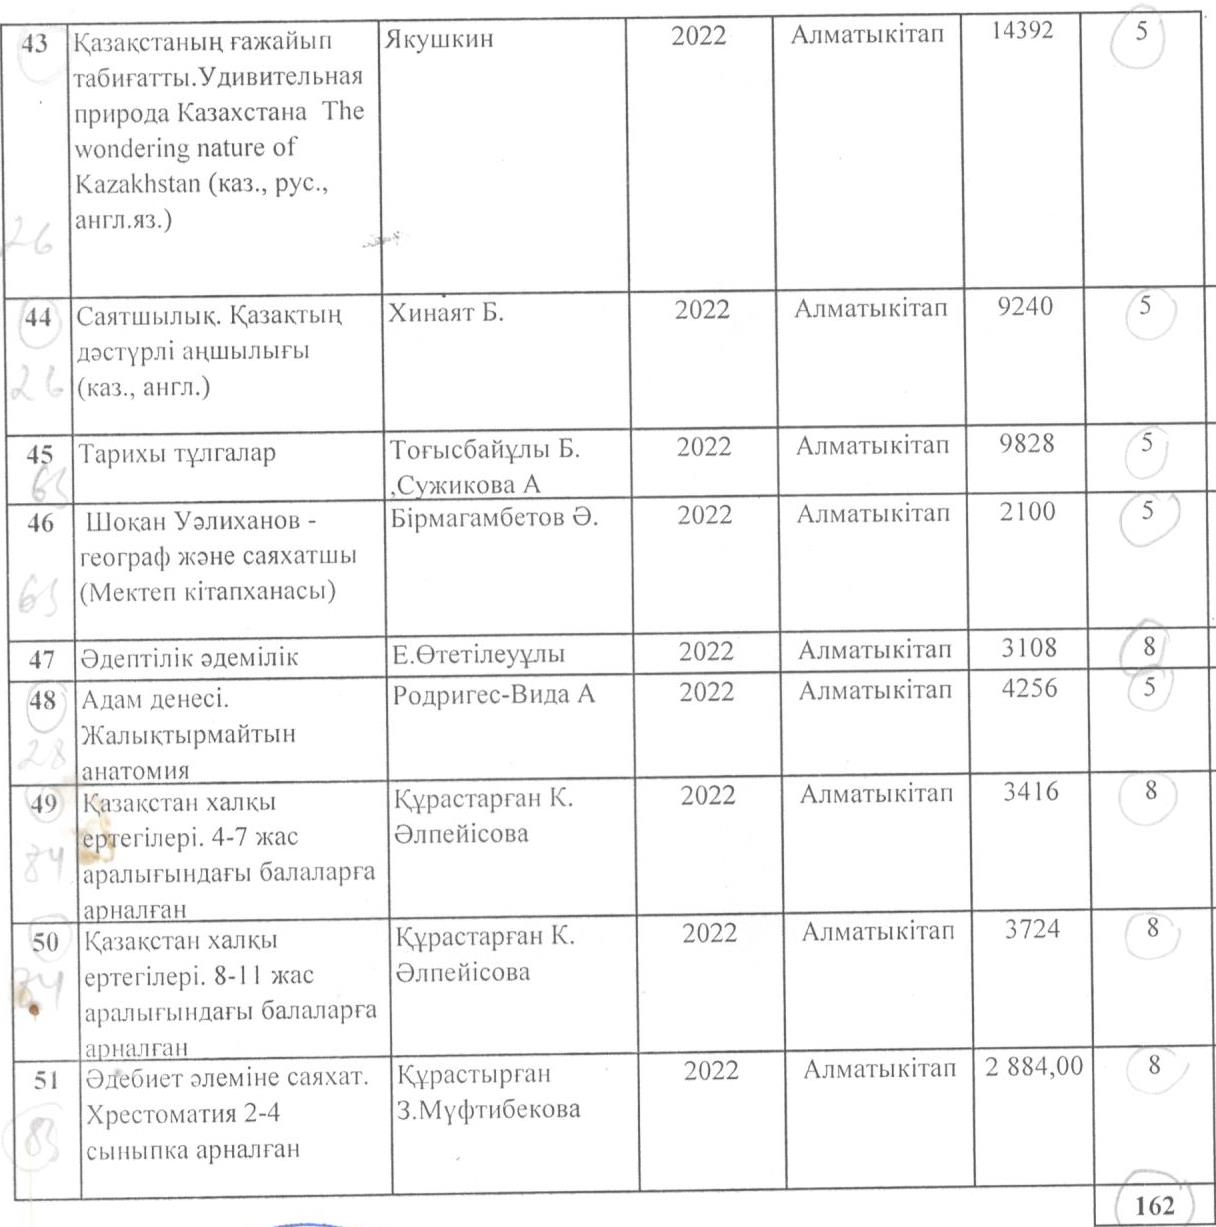 43 Қазақстаның ғажайып Якушкин 2022 Алматыкітап 14392 5
табиғатты.Удивительная
природа Казахстана The
wondering nature of
Kazakhstan (каз., рус.,
англ.яз.)
26
44 Саятшылық. Қазақтың Хинаят Б. 2022 Алматыкітап 9240 5
дәстүрлі аңшылығы
26 (каз., англ.)
45 Тарихы тұлгалар Тоғысбайұлы Б. 2022 Алматыкітап 9828 5
63 ,Сужикова А
46 Шоқан Уәлиханов - Бірмагамбетов Ә. 2022 Алматыкітап 2100 5
географ және саяхатшы
63 (Мектеп кітапханасы)
47 Әдептілік әдемілік Е.Өтетілеуұлы 2022 Алматыкітап 3108 8
48 Адам денесі. Родригес-Вида А 2022 Алматыкітап 4256 5
Жалықтырмайтын
28 анатомия
49 Қазақстан халқы Құрастарған К. 2022 Алматыкітап 3416 8
ертегілері. 4-7 жас Әлпейісова
84 аралығындағы балаларға
арналған
50 Қазақстан халқы Құрастарған К. 2022 Алматыкітап 3724 8
84 ертегілері. 8-11 жас Әлпейісова
аралығындағы балаларға
арналған
51 Әдебиет әлеміне саяхат. Құрастырған 2022 Алматыкітап 2 884,00 8
Хрестоматия 2-4 З.Мүфтибекова
83 сыныпка арналған
162